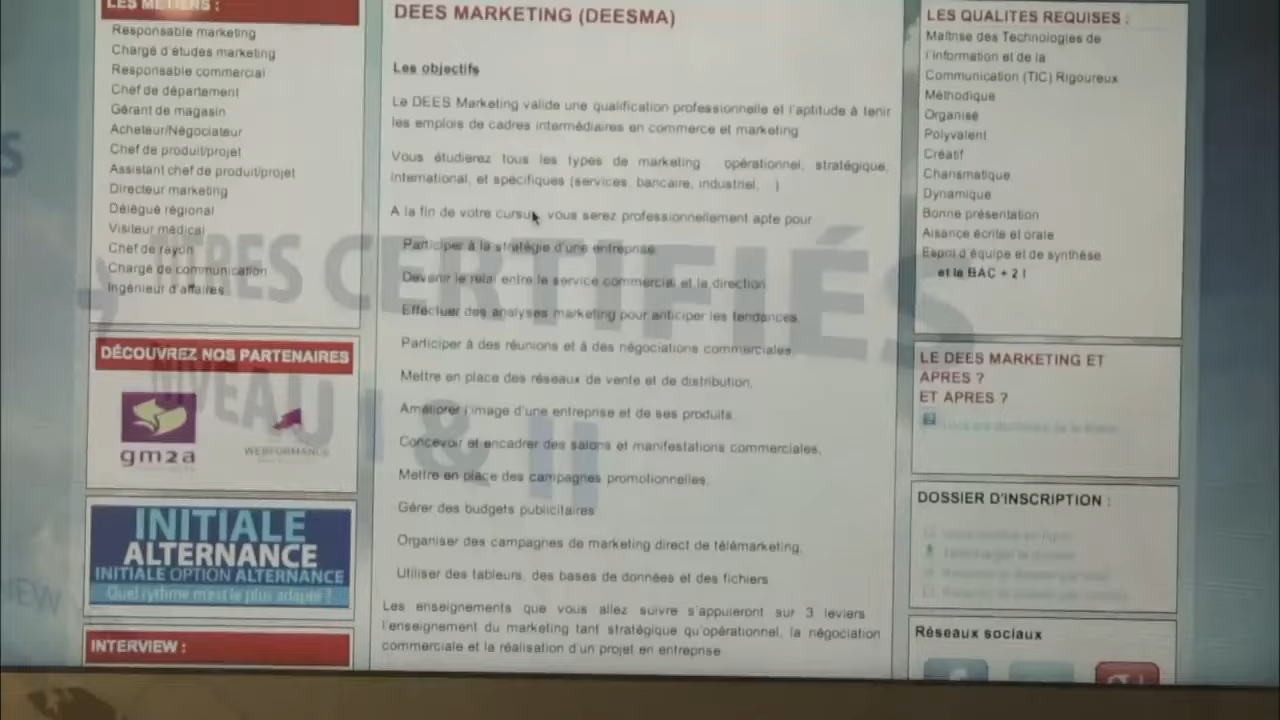 LES METIERS :
Responsable marketing
Chargé d'études marketing
Responsable commercial
Chef de département
Gérant de magasin
Acheteur/Négociateur
Chef de produit/projet
Assistant chef de produit/projet
Directeur marketing
Délégué régional
Visiteur médical
Chef de rayon
Chargé de communication
Ingénieur d'affaires
DÉCOUVREZ NOS PARTENAIRES
gm2a
WEBFORMANCE
INITIALE
ALTERNANCE
INITIALE OPTION ALTERNANCE
Quel rythme m'est le plus adapté ?
INTERVIEW :
DEES MARKETING (DEESMA)
Les objectifs
Le DEES Marketing valide une qualification professionnelle et l'aptitude à tenir
les emplois de cadres intermédiaires en commerce et marketing
Vous étudierez tous les types de marketing opérationnel, stratégique,
international, et spécifiques (services, bancaire, industriel, )
A la fin de votre cursus, vous serez professionnellement apte pour
Participer à la stratégie d'une entreprise
Devenir le relai entre le service commercial et la direction
Effectuer des analyses marketing pour anticiper les tendances
Participer à des réunions et à des négociations commerciales,
Mettre en place des réseaux de vente et de distribution,
Améliorer l'image d'une entreprise et de ses produits
Concevoir et encadrer des salons et manifestations commerciales,
Mettre en place des campagnes promotionnelles,
Gérer des budgets publicitaires
Organiser des campagnes de marketing direct de télémarketing,
Utiliser des tableurs, des bases de données et des fichiers
Les enseignements que vous allez suivre s'appuieront sur 3 leviers
l'enseignement du marketing tant stratégique qu'opérationnel, la négociation
commerciale et la réalisation d'un projet en entreprise
LES QUALITES REQUISES :
Maîtrise des Technologies de
l'Information et de la
Communication (TIC) Rigoureux
Méthodique
Organisé
Polyvalent
Créatif
Charismatique
Dynamique
Bonne présentation
Aisance écrite et orale
Esprit d'équipe et de synthèse
et le BAC + 2 !
LE DEES MARKETING ET
APRES ?
ET APRES ?
DOSSIER D'INSCRIPTION :
Réseaux sociaux
TRES CERTIFIÉS
NIVEAU I & II